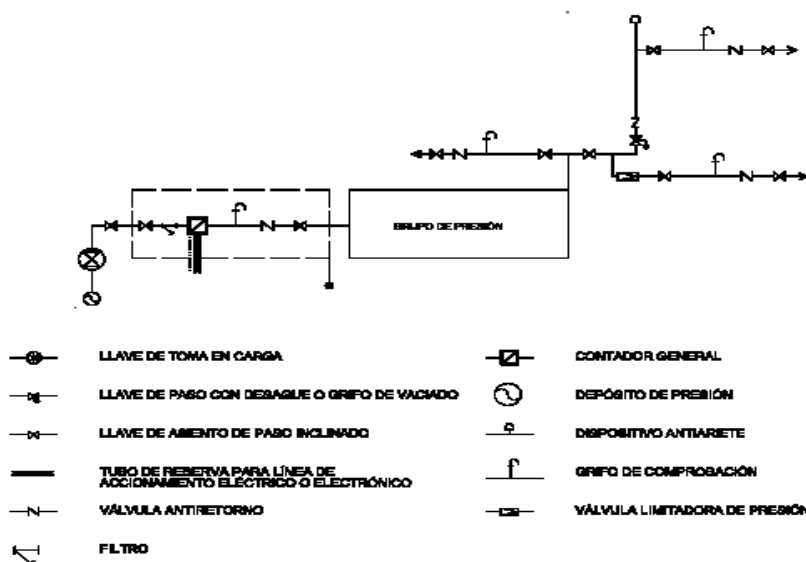 GRUPO DE PRESIÓN
LLAVE DE TOMA EN CARGA
CONTADOR GENERAL
LLAVE DE PASO CON DESAGUE O GRIFO DE VACIADO
DEPÓSITO DE PRESIÓN
LLAVE DE ASIENTO DE PASO INCLINADO
DISPOSITIVO ANTIARIETE
TUBO DE RESERVA PARA LÍNEA DE
ACCIONAMIENTO ELÉCTRICO O ELECTRÓNICO
GRIFO DE COMPROBACIÓN
VÁLVULA ANTIRETORNO
VÁLVULA LIMITADORA DE PRESIÓN
FILTRO